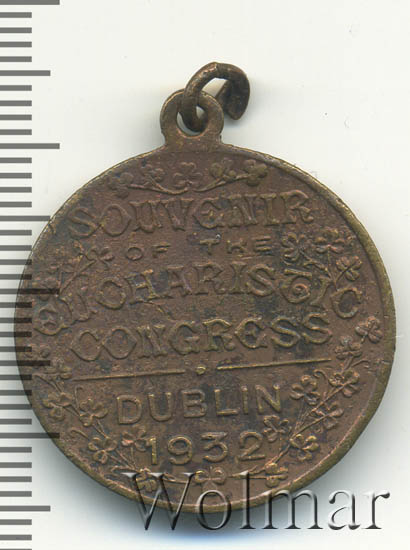 SOUVENIR
OF THE
EUCHARISTIC
CONGRESS
DUBLIN
1932
Wolmar